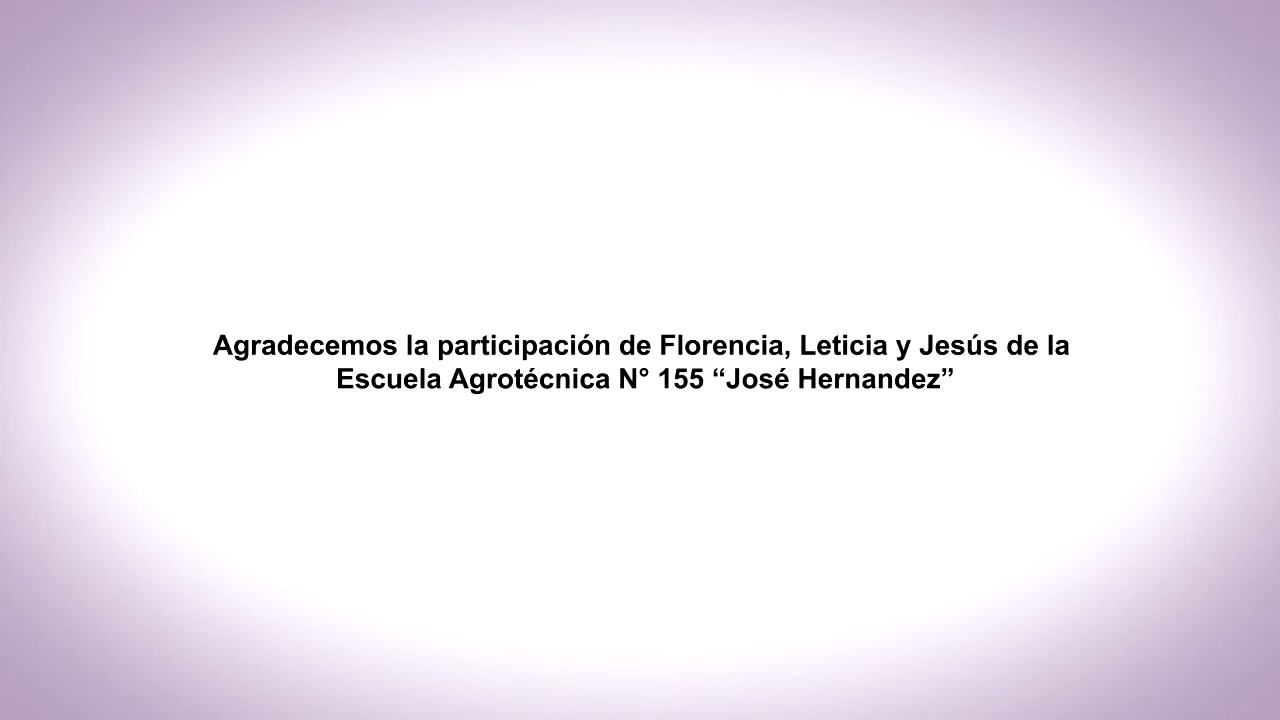 Agradecemos la participación de Florencia, Leticia y Jesús de la
Escuela Agrotécnica N° 155 “José Hernandez”